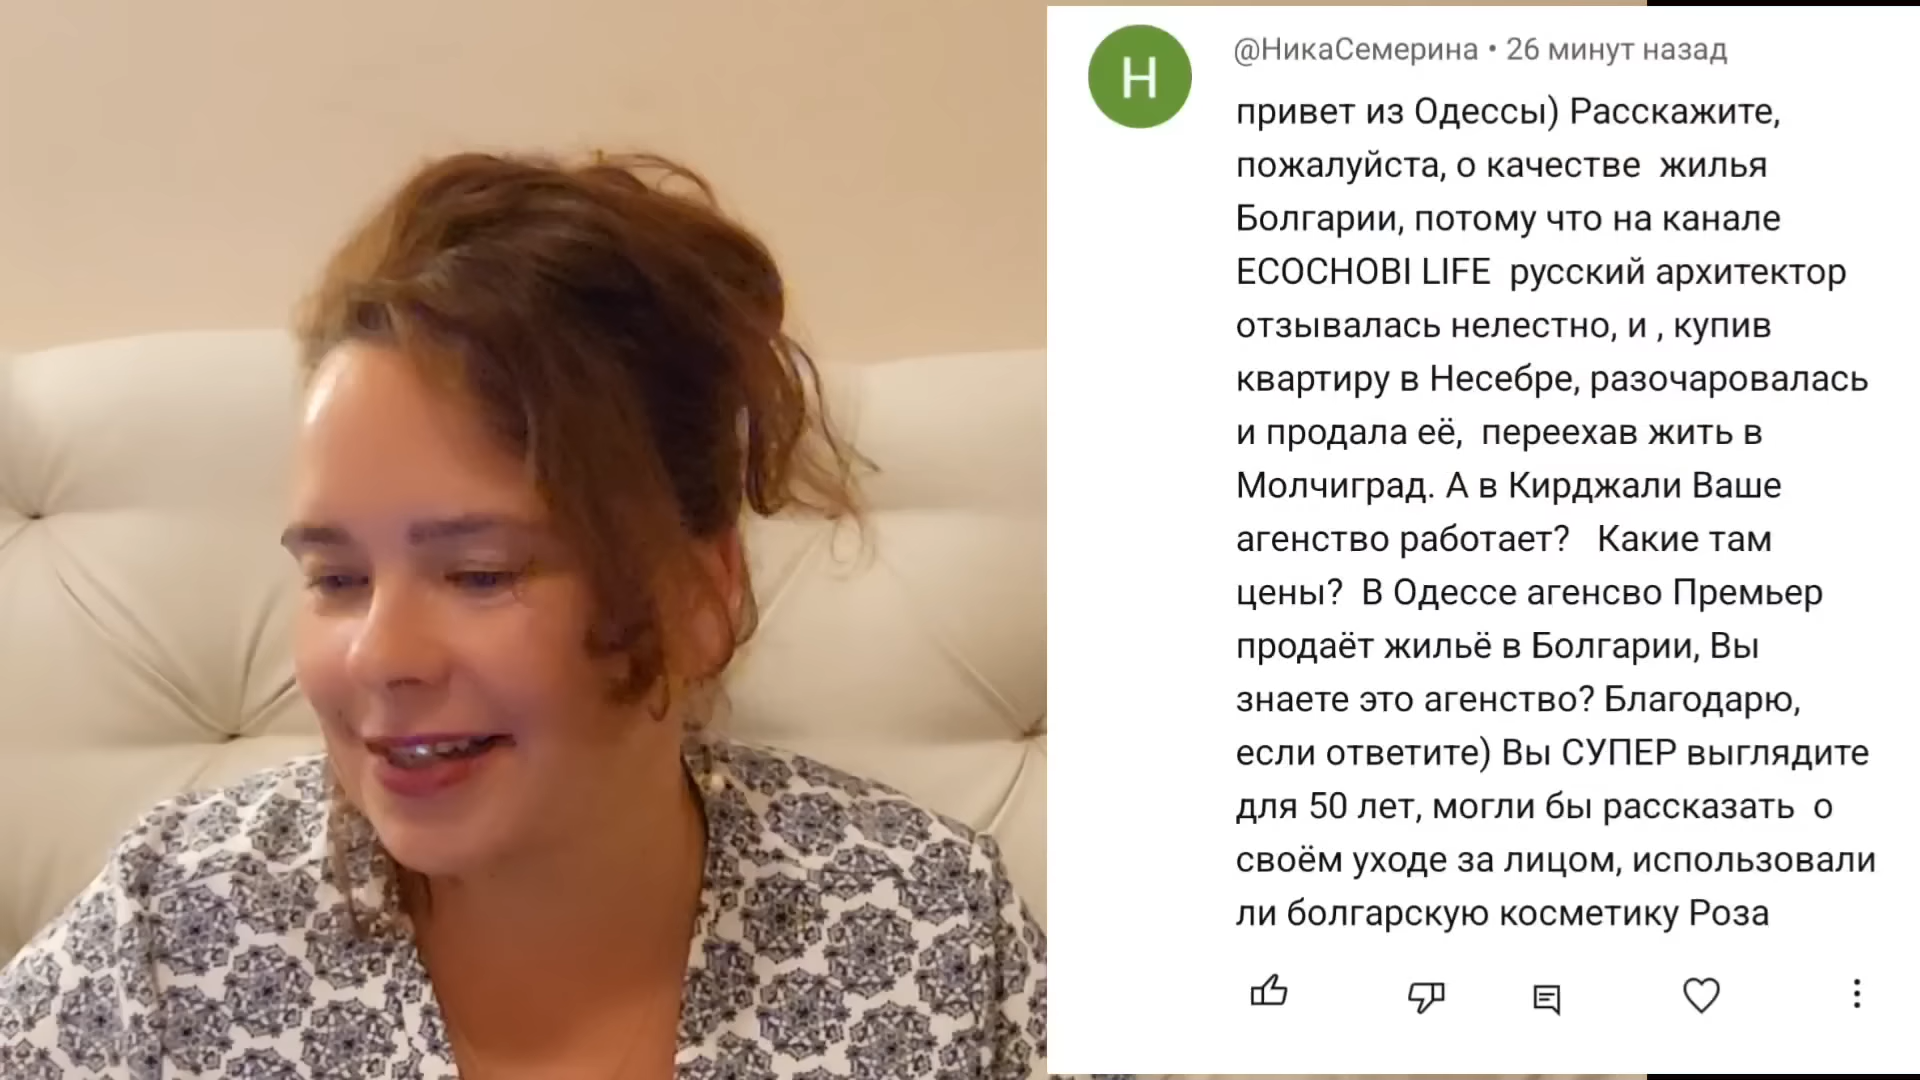 Н
@НикаСемерина • 26 минут назад
привет из Одессы) Расскажите,
пожалуйста, о качестве жилья
Болгарии, потому что на канале
ECOCHOBI LIFE русский архитектор
отзывалась нелестно, и , купив
квартиру в Несебре, разочаровалась
и продала её, переехав жить в
Молчиград. А в Кирджали Ваше
агенство работает? Какие там
цены? В Одессе агенсво Премьер
продаёт жильё в Болгарии, Вы
знаете это агенство? Благодарю,
если ответите) Вы СУПЕР выглядите
для 50 лет, могли бы рассказать о
своём уходе за лицом, использовали
ли болгарскую косметику Роза